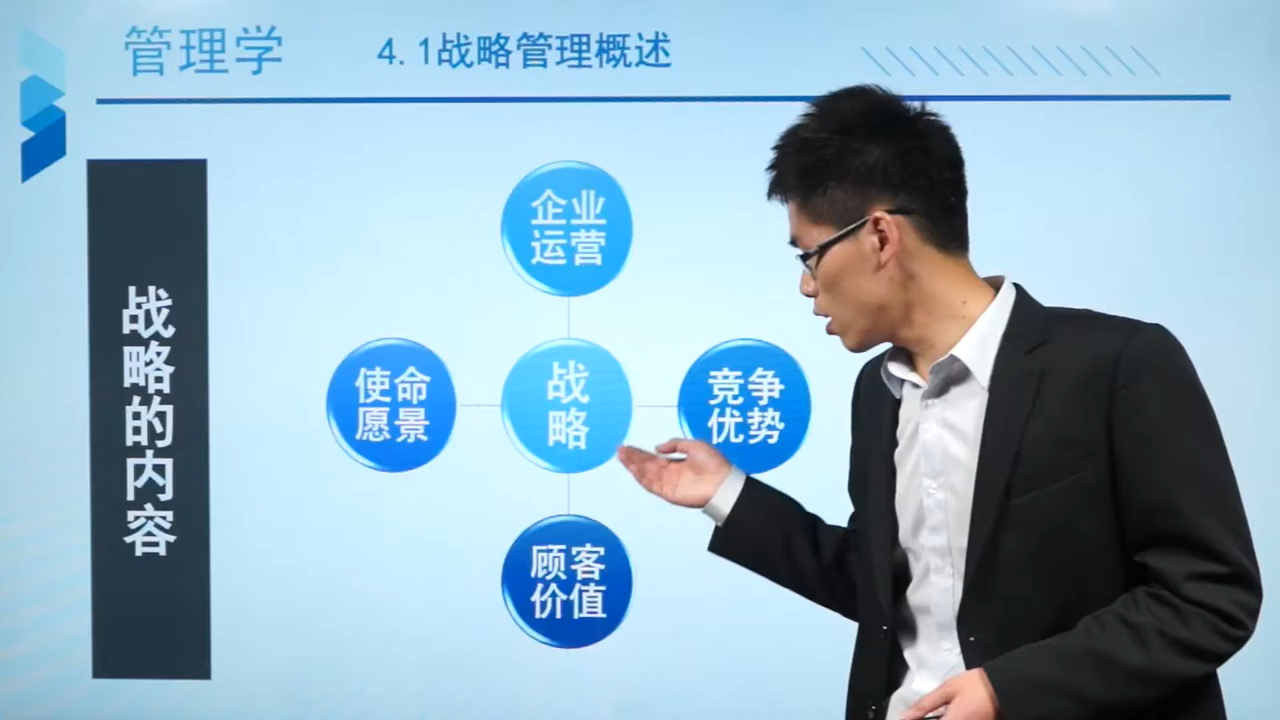 管理学
4.1战略管理概述
战略的内容
企业
运营
使命
愿景
战
略
竞争
优势
顾客
价值